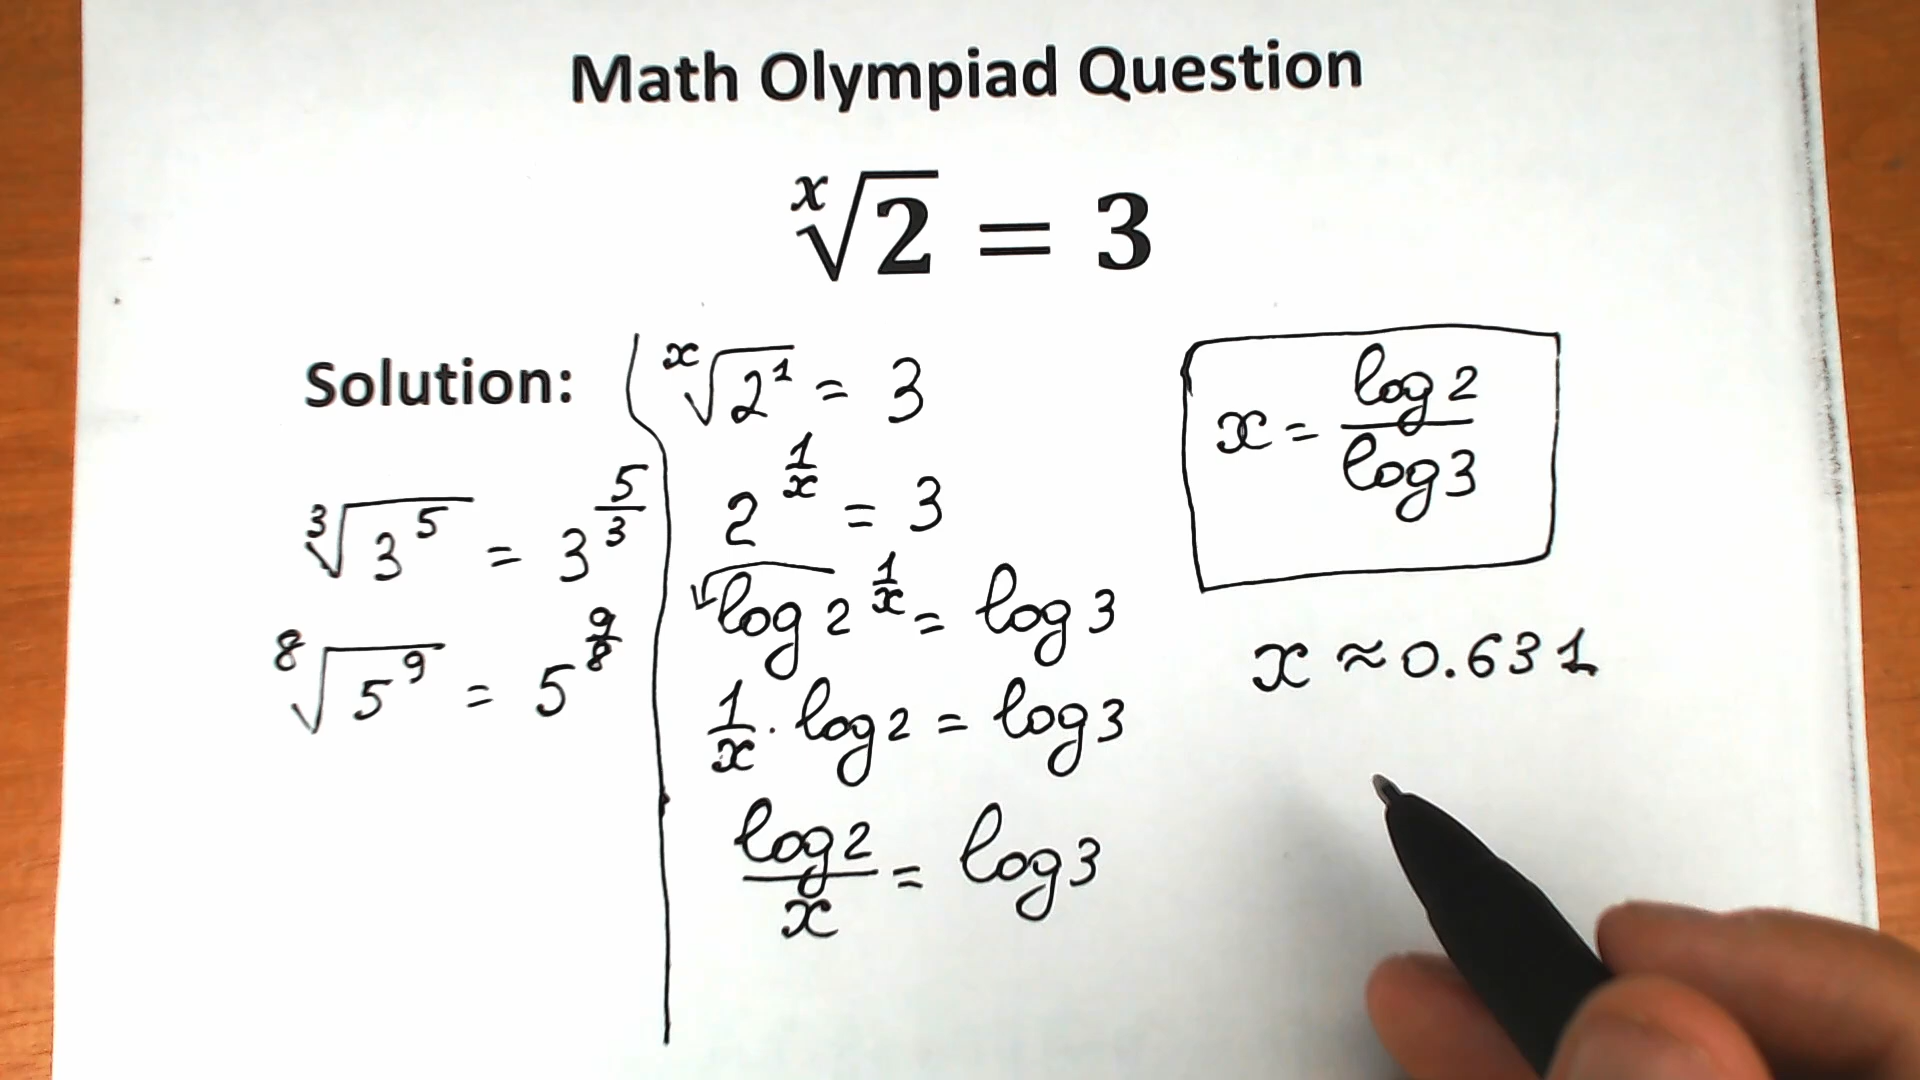 Math Olympiad Question
ˣ√2 = 3
Solution:
³√3⁵ = 3^(5/3)
⁸√5⁹ = 5^(9/8)
ˣ√2¹ = 3
2^(1/x) = 3
log 2^(1/x) = log 3
1/x · log 2 = log 3
log 2 / x = log 3
x = log 2 / log 3
x ≈ 0.631